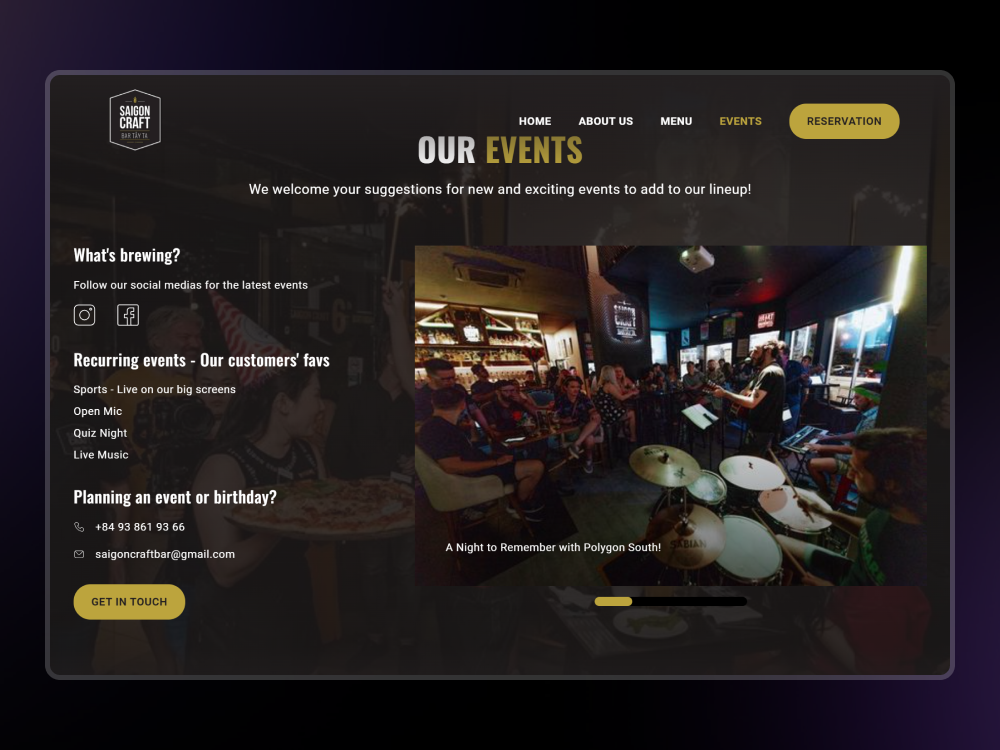 SAIGON
CRAFT
BAR TÂY TA
HOME
ABOUT US
MENU
EVENTS
RESERVATION
OUR EVENTS
We welcome your suggestions for new and exciting events to add to our lineup!
What's brewing?
Follow our social medias for the latest events
Recurring events - Our customers' favs
Sports - Live on our big screens
Open Mic
Quiz Night
Live Music
Planning an event or birthday?
+84 93 861 93 66
saigoncraftbar@gmail.com
GET IN TOUCH
SAIGON
CRAFT
HEART
SABIAN
A Night to Remember with Polygon South!